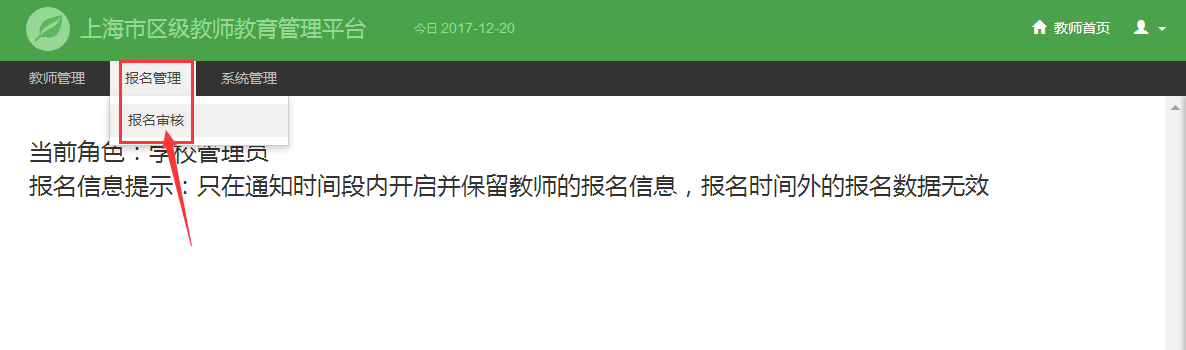 上海市区级教师教育管理平台 今日 2017-12-20 教师首页
教师管理 报名管理 系统管理
报名审核
当前角色：学校管理员
报名信息提示：只在通知时间段内开启并保留教师的报名信息，报名时间外的报名数据无效